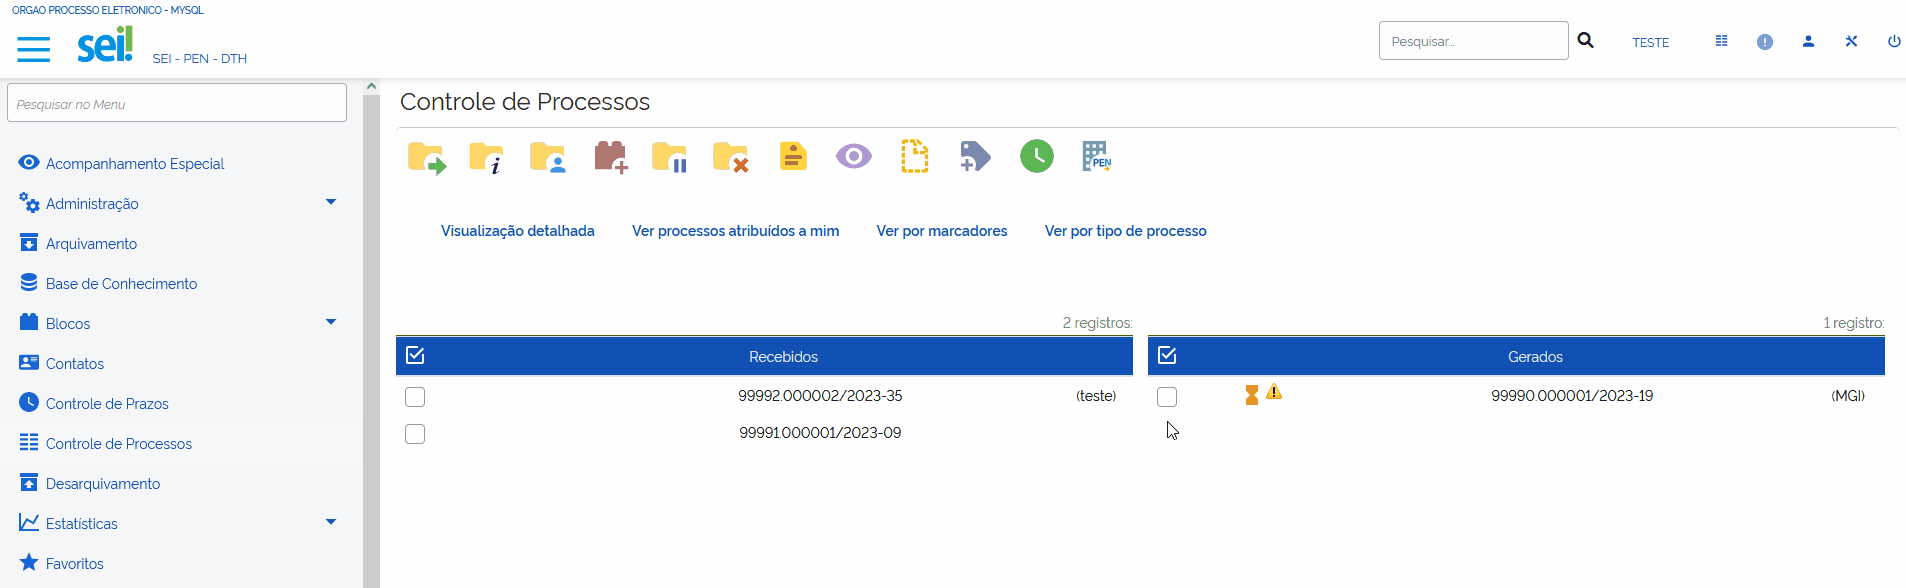 ORGAO PROCESSO ELETRONICO - MYSQL
sei!
SEI - PEN - DTH
Pesquisar...
TESTE
Pesquisar no Menu
Acompanhamento Especial
Administração
Arquivamento
Base de Conhecimento
Blocos
Contatos
Controle de Prazos
Controle de Processos
Desarquivamento
Estatísticas
Favoritos
Controle de Processos
PEN
Visualização detalhada
Ver processos atribuídos a mim
Ver por marcadores
Ver por tipo de processo
2 registros:
Recebidos
99992.000002/2023-35 (teste)
99991.000001/2023-09
1 registro:
Gerados
99990.000001/2023-19 (MGI)